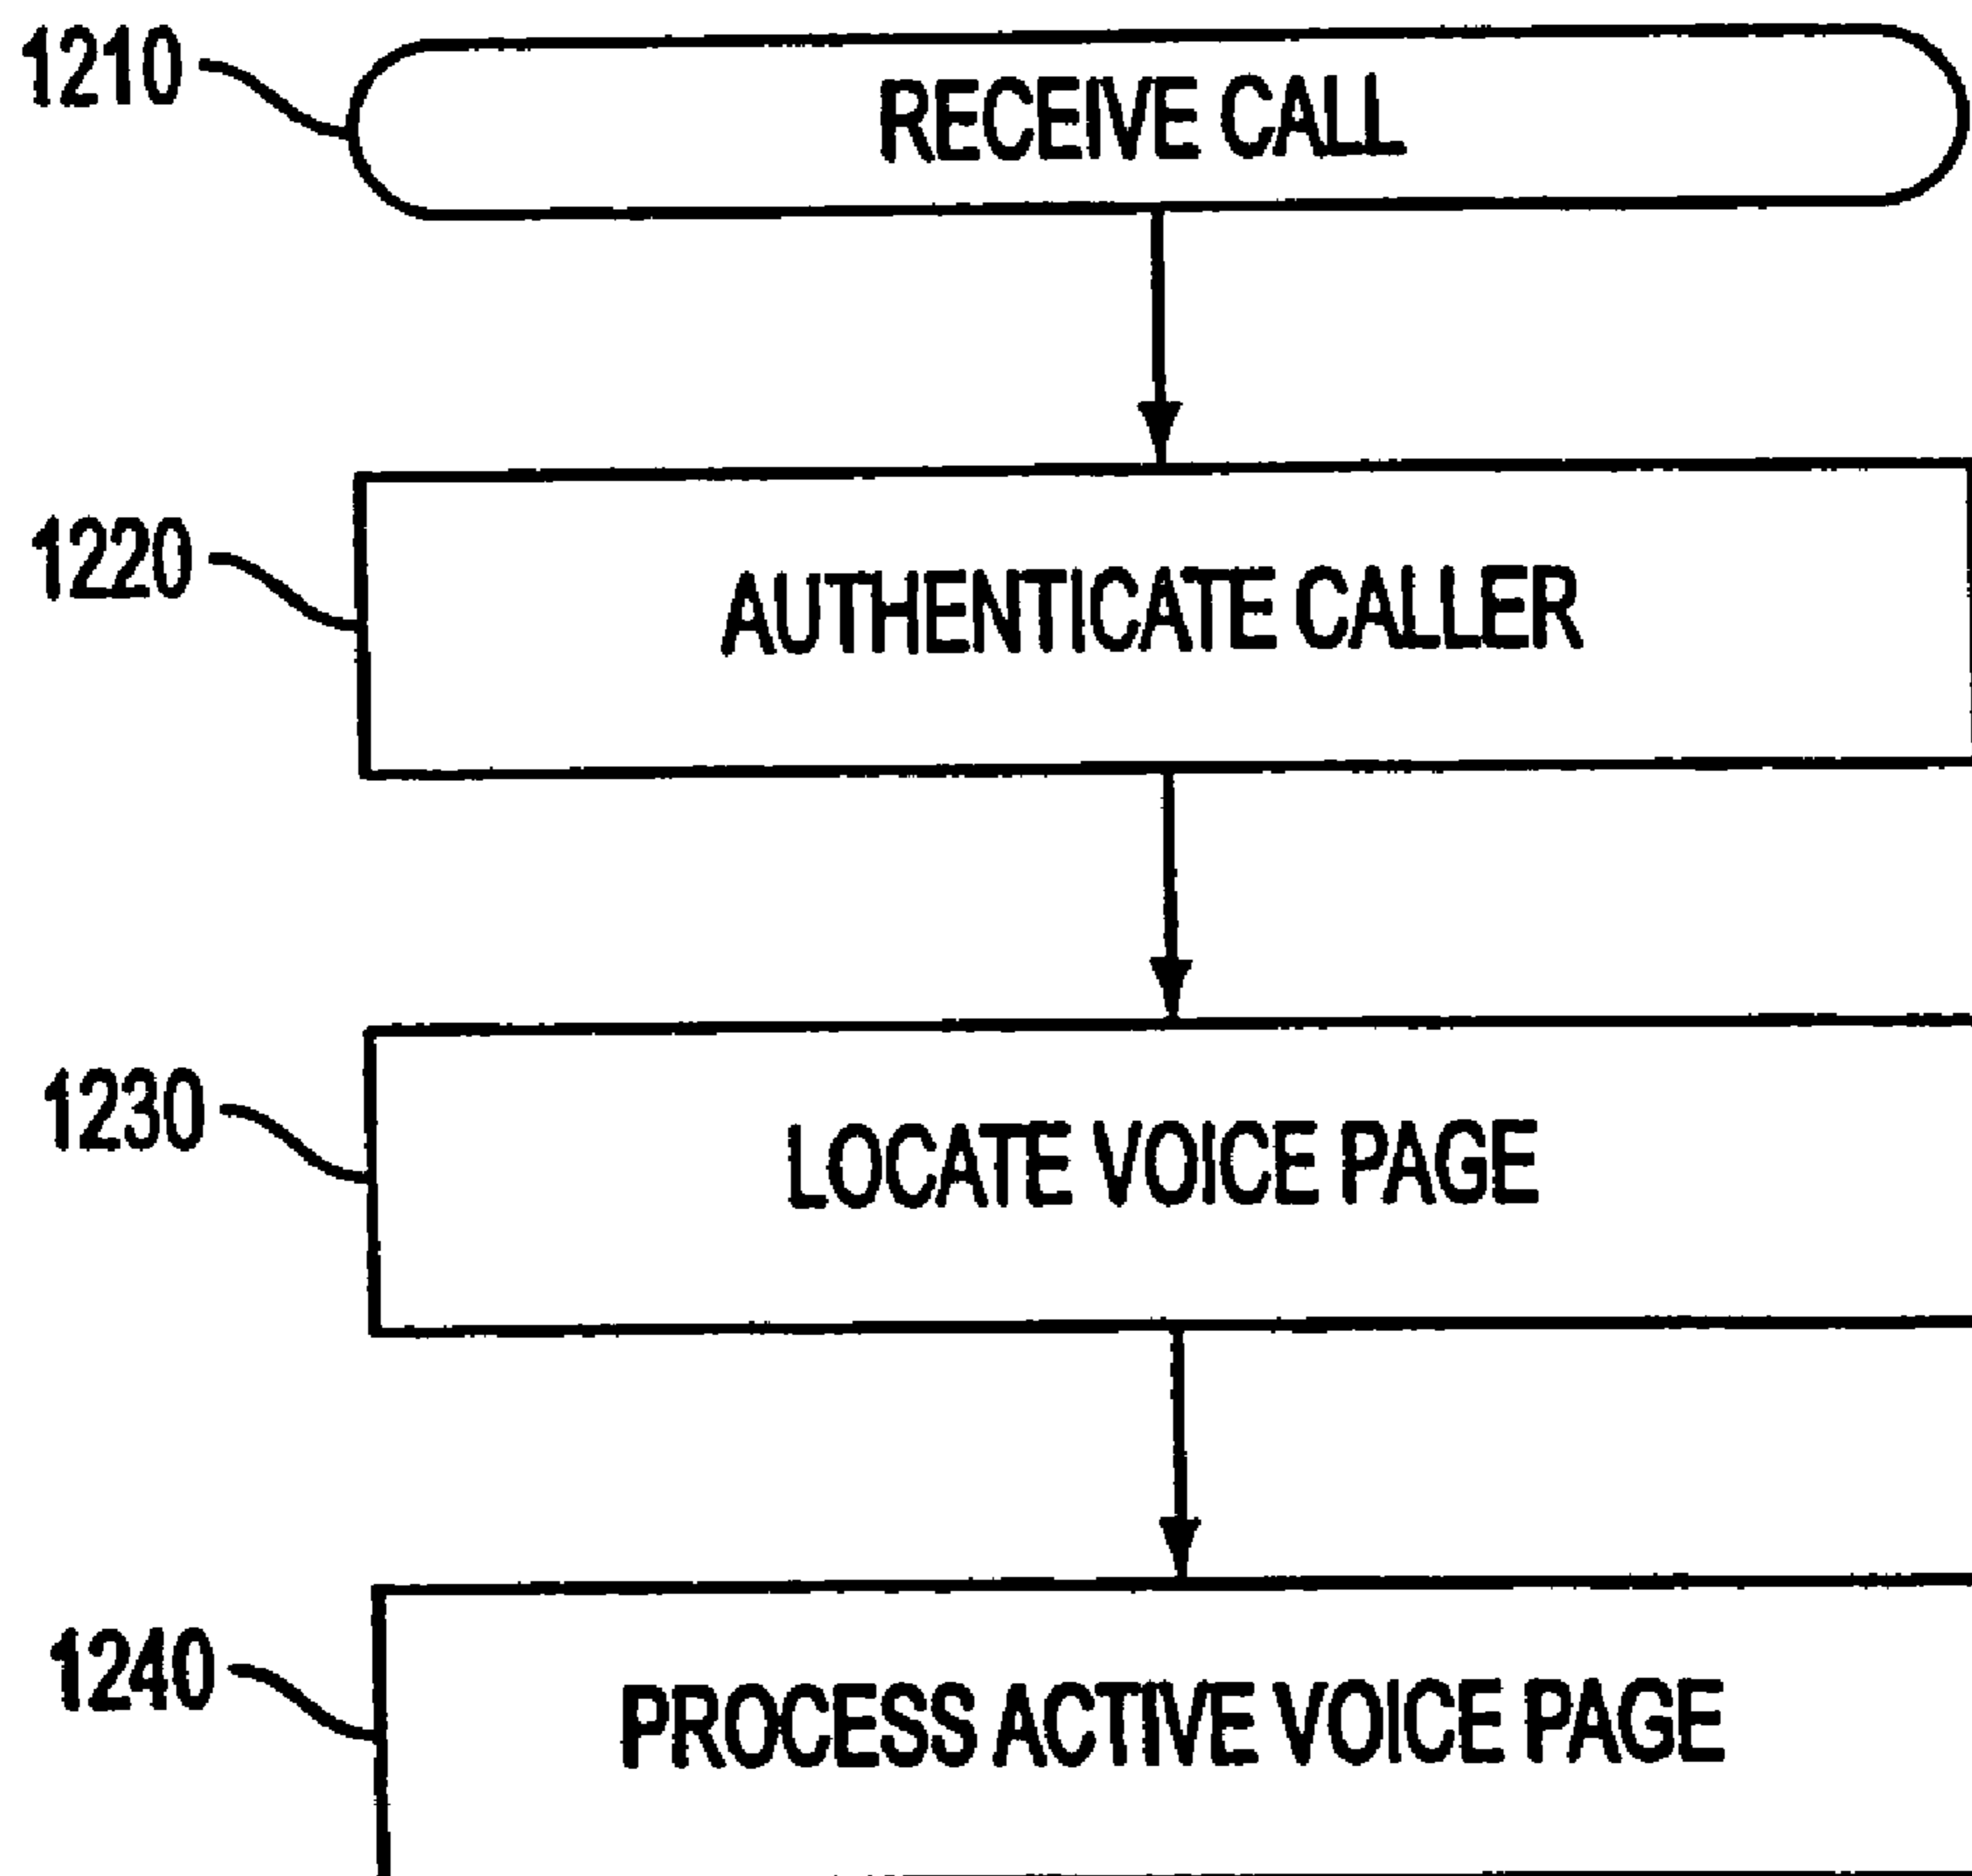 1210
RECEIVE CALL
1220
AUTHENTICATE CALLER
1230
LOCATE VOICE PAGE
1240
PROCESS ACTIVE VOICE PAGE